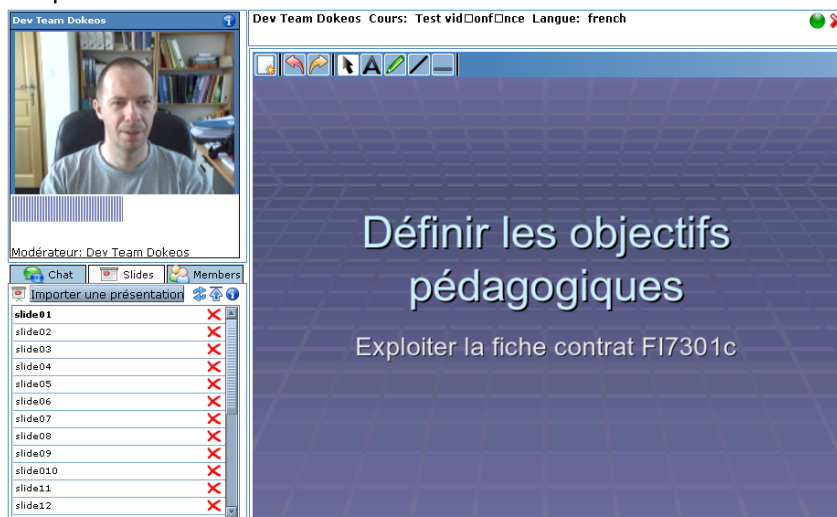 Dev Team Dokeos
Dev Team Dokeos Cours: Test vid□onf□nce Langue: french
Modérateur: Dev Team Dokeos
Chat
Slides
Members
Importer une présentation
slide01
slide02
slide03
slide04
slide05
slide06
slide07
slide08
slide09
slide010
slide11
slide12
Définir les objectifs
pédagogiques
Exploiter la fiche contrat FI7301c